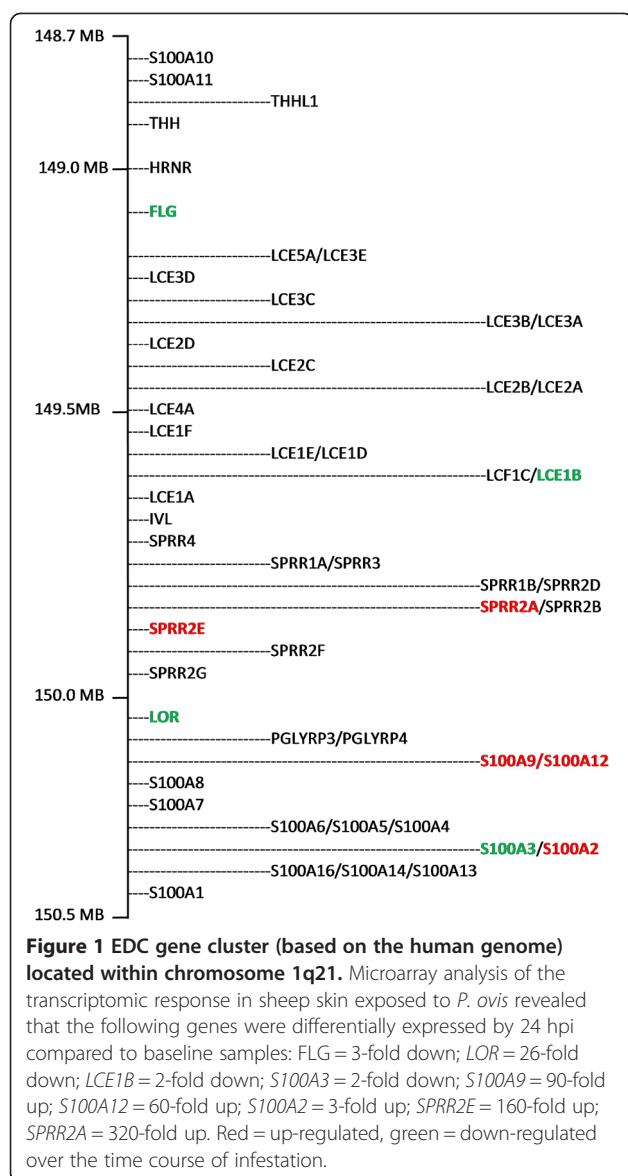 148.7 MB
S100A10
S100A11
THHL1
THH
149.0 MB
HRNR
FLG
LCE5A/LCE3E
LCE3D
LCE3C
LCE3B/LCE3A
LCE2D
LCE2C
LCE2B/LCE2A
149.5MB
LCE4A
LCE1F
LCE1E/LCE1D
LCF1C/LCE1B
LCE1A
IVL
SPRR4
SPRR1A/SPRR3
SPRR1B/SPRR2D
SPRR2A/SPRR2B
SPRR2E
SPRR2F
SPRR2G
150.0 MB
LOR
PGLYRP3/PGLYRP4
S100A9/S100A12
S100A8
S100A7
S100A6/S100A5/S100A4
S100A3/S100A2
S100A16/S100A14/S100A13
S100A1
150.5 MB
Figure 1 EDC gene cluster (based on the human genome)
located within chromosome 1q21. Microarray analysis of the
transcriptomic response in sheep skin exposed to P. ovis revealed
that the following genes were differentially expressed by 24 hpi
compared to baseline samples: FLG = 3-fold down; LOR = 26-fold
down; LCE1B = 2-fold down; S100A3 = 2-fold down; S100A9 = 90-fold
up; S100A12 = 60-fold up; S100A2 = 3-fold up; SPRR2E = 160-fold up;
SPRR2A = 320-fold up. Red = up-regulated, green = down-regulated
over the time course of infestation.